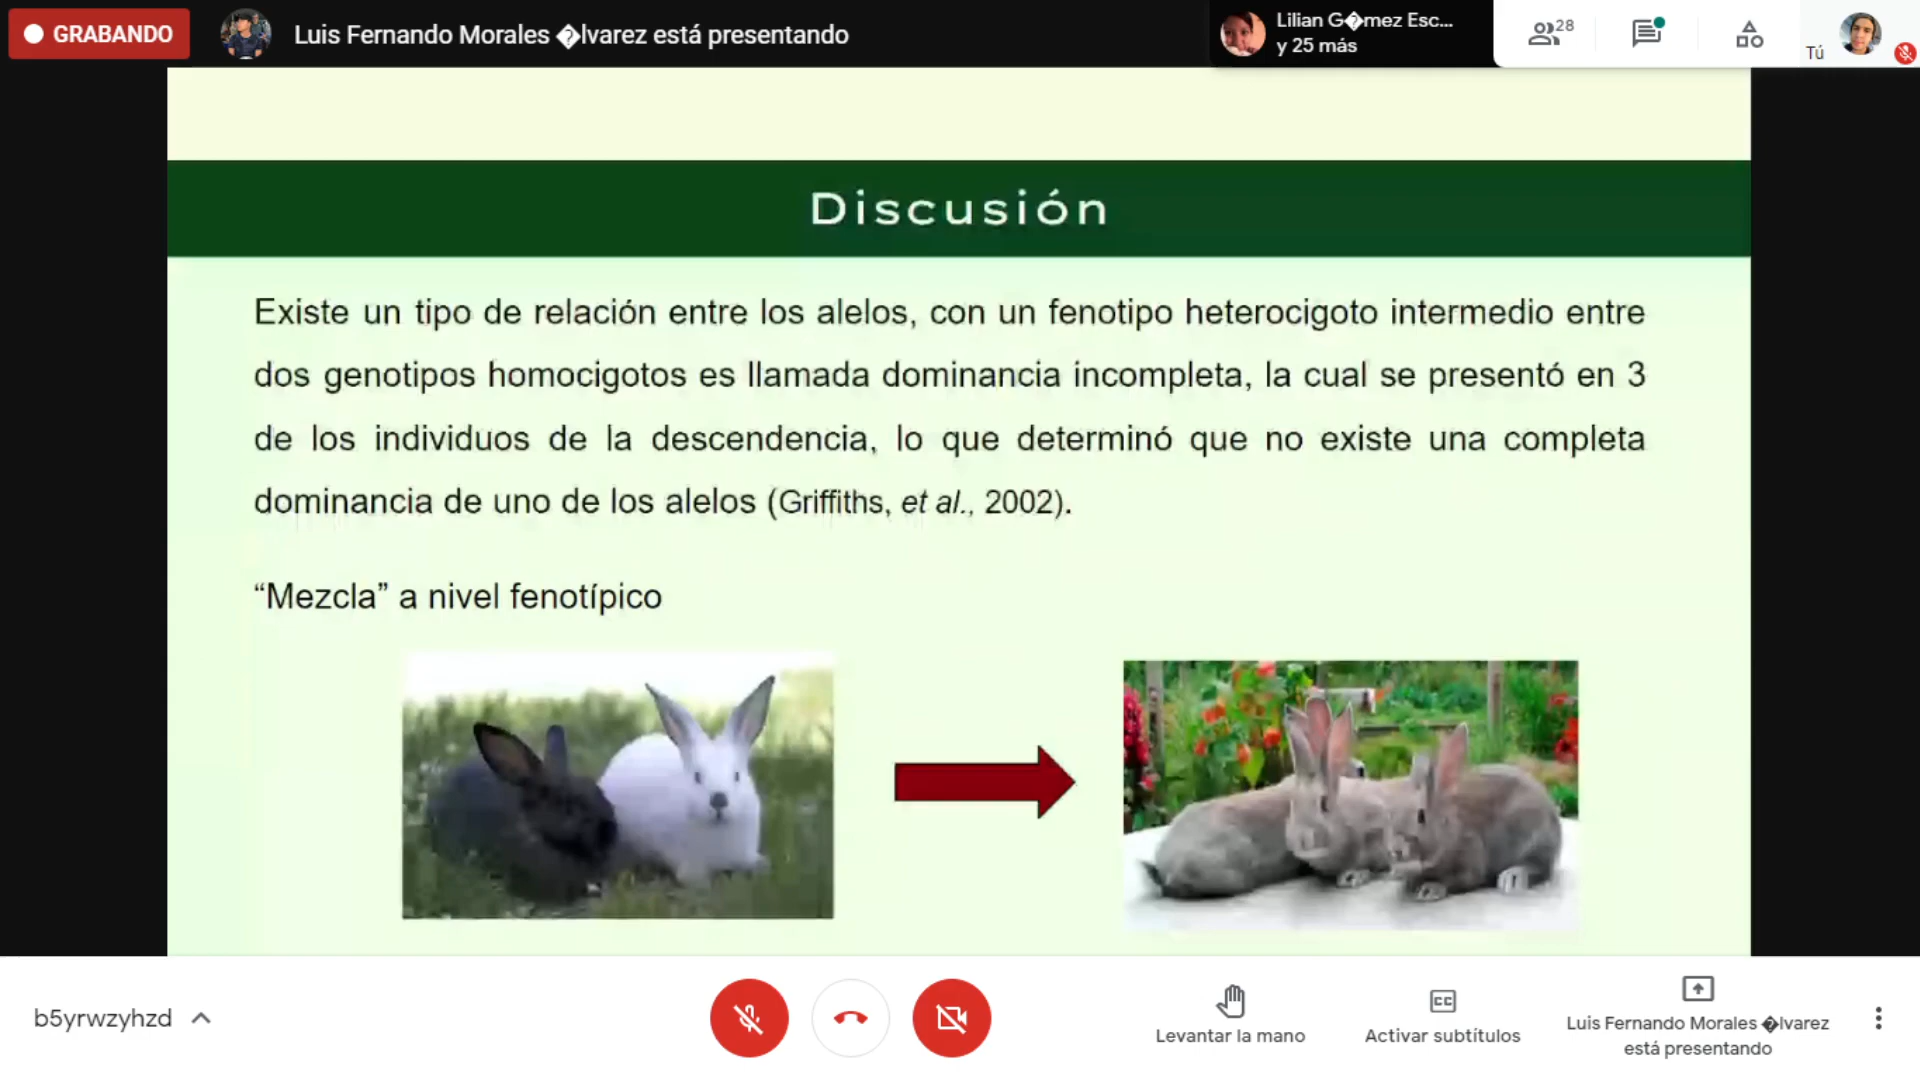 GRABANDO
Luis Fernando Morales �lvarez está presentando
Lilian G�mez Esc...
y 25 más
28
Tú
Discusión
Existe un tipo de relación entre los alelos, con un fenotipo heterocigoto intermedio entre
dos genotipos homocigotos es llamada dominancia incompleta, la cual se presentó en 3
de los individuos de la descendencia, lo que determinó que no existe una completa
dominancia de uno de los alelos (Griffiths, et al., 2002).
“Mezcla” a nivel fenotípico
b5yrwzyhzd
Levantar la mano
CC
Activar subtítulos
Luis Fernando Morales �lvarez
está presentando